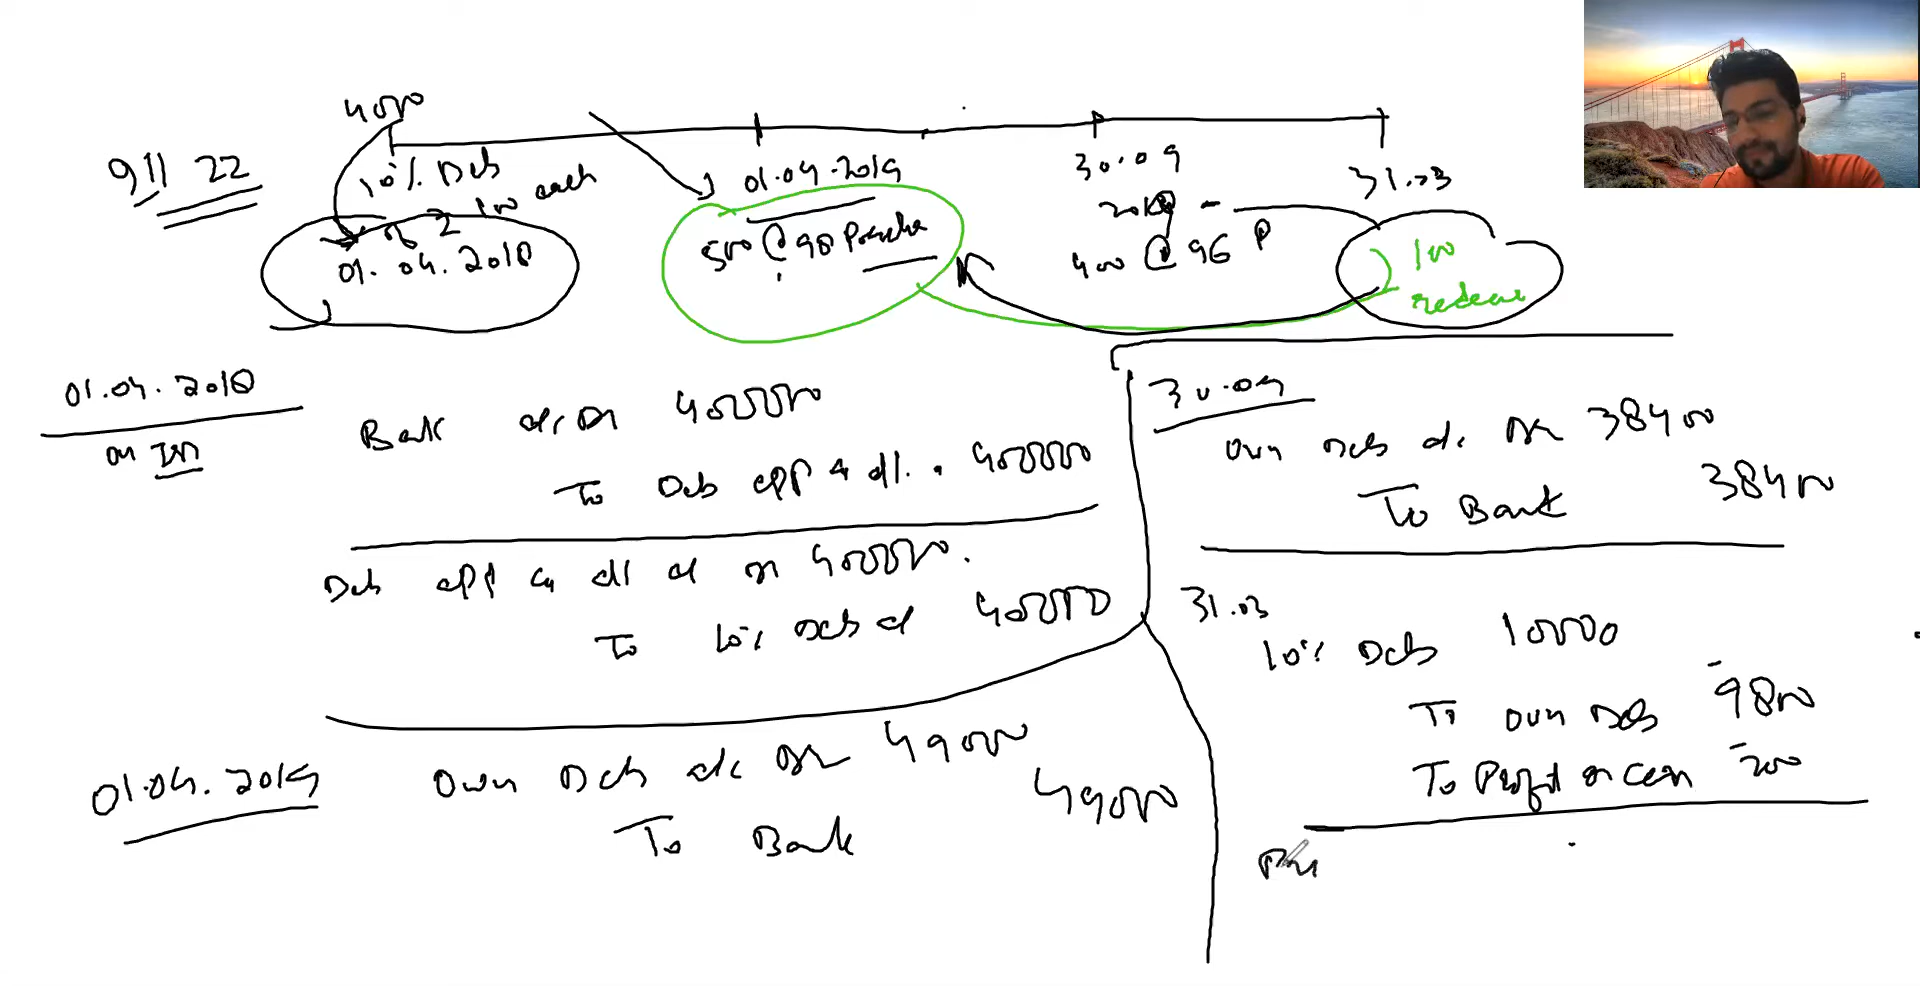 911 22
4000
10% Deb
100 each
01.04.2018
01.04.2019
500 @ 98 Purchase
30.09
2019
400 @ 96 P
31.03
100
redeem
01.04.2018
on
Bank a/c Dr 400000
To Deb app & all. 400000
Deb app & all a/c Dr 400000.
To 10% Deb a/c 400000
01.04.2019
Own Deb a/c Dr 49000
To Bank 49000
30.09
Own Deb a/c Dr 38400
To Bank 38400
31.03
10% Deb 10000
To own Deb 9800
To Profit on Can 200